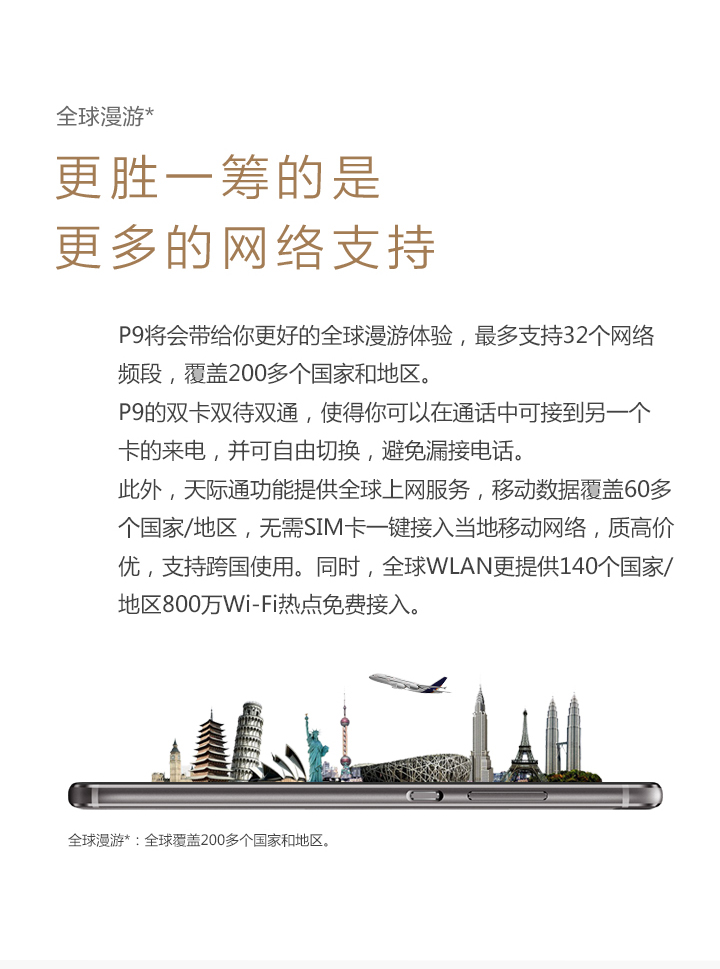 全球漫游*
更胜一筹的是
更多的网络支持
P9将会带给你更好的全球漫游体验，最多支持32个网络
频段，覆盖200多个国家和地区。
P9的双卡双待双通，使得你可以在通话中可接到另一个
卡的来电，并可自由切换，避免漏接电话。
此外，天际通功能提供全球上网服务，移动数据覆盖60多
个国家/地区，无需SIM卡一键接入当地移动网络，质高价
优，支持跨国使用。同时，全球WLAN更提供140个国家/
地区800万Wi-Fi热点免费接入。
全球漫游*：全球覆盖200多个国家和地区。